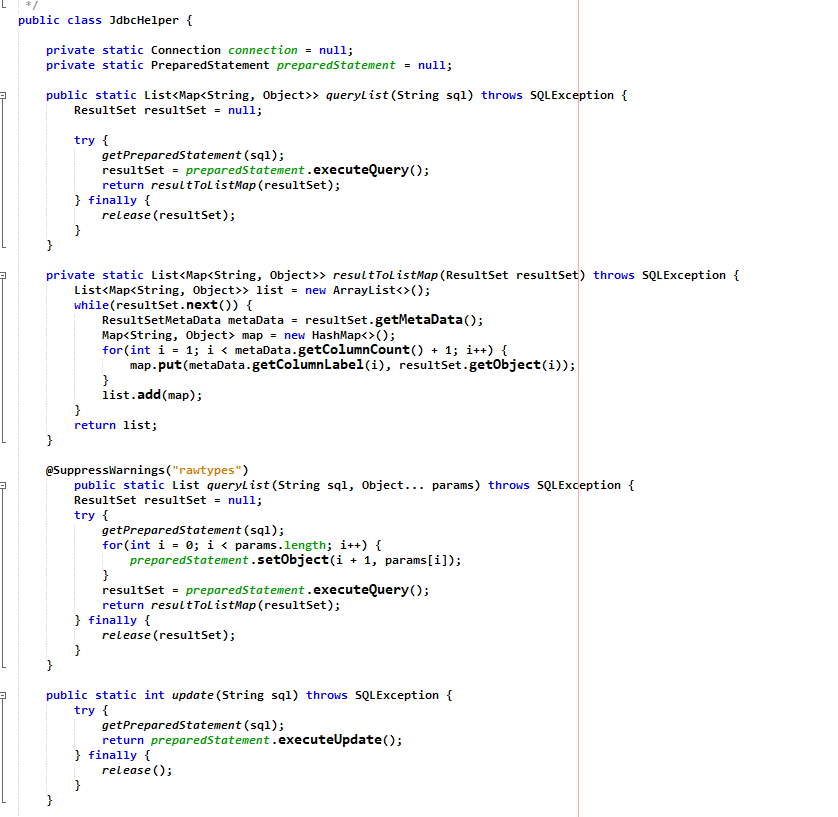 */
public class JdbcHelper {
private static Connection connection = null;
private static PreparedStatement preparedStatement = null;
public static List<Map<String, Object>> queryList(String sql) throws SQLException {
ResultSet resultSet = null;
try {
getPreparedStatement(sql);
resultSet = preparedStatement.executeQuery();
return resultToListMap(resultSet);
} finally {
release(resultSet);
}
}
private static List<Map<String, Object>> resultToListMap(ResultSet resultSet) throws SQLException {
List<Map<String, Object>> list = new ArrayList<>();
while(resultSet.next()) {
ResultSetMetaData metaData = resultSet.getMetaData();
Map<String, Object> map = new HashMap<>();
for(int i = 1; i < metaData.getColumnCount() + 1; i++) {
map.put(metaData.getColumnLabel(i), resultSet.getObject(i));
}
list.add(map);
}
return list;
}
@SuppressWarnings("rawtypes")
public static List queryList(String sql, Object... params) throws SQLException {
ResultSet resultSet = null;
try {
getPreparedStatement(sql);
for(int i = 0; i < params.length; i++) {
preparedStatement.setObject(i + 1, params[i]);
}
resultSet = preparedStatement.executeQuery();
return resultToListMap(resultSet);
} finally {
release(resultSet);
}
}
public static int update(String sql) throws SQLException {
try {
getPreparedStatement(sql);
return preparedStatement.executeUpdate();
} finally {
release();
}
}